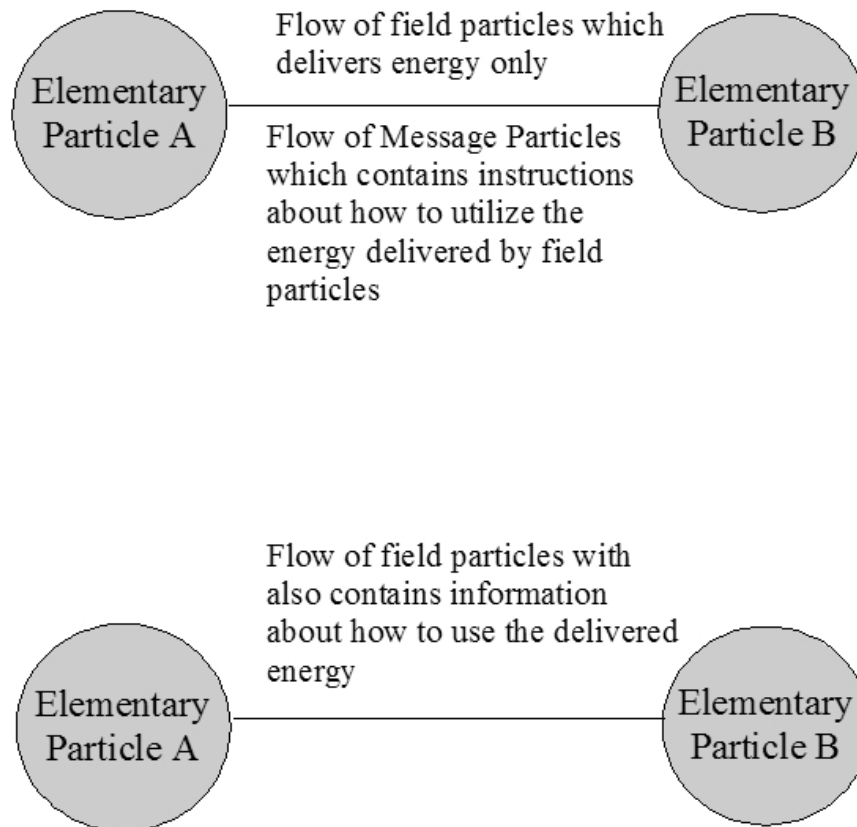 Flow of field particles which
delivers energy only
Elementary
Particle A
Elementary
Particle B
Flow of Message Particles
which contains instructions
about how to utilize the
energy delivered by field
particles
Flow of field particles with
also contains information
about how to use the delivered
energy
Elementary
Particle A
Elementary
Particle B